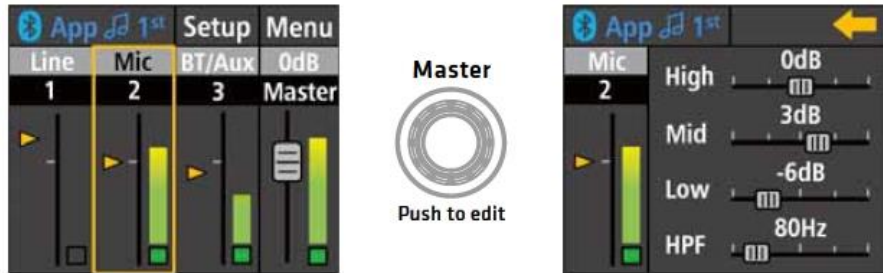 App 1st Setup Menu
Line Mic BT/Aux 0dB
1 2 3 Master
Master
Push to edit
App 1st
Mic
2
High 0dB
Mid 3dB
Low -6dB
HPF 80Hz